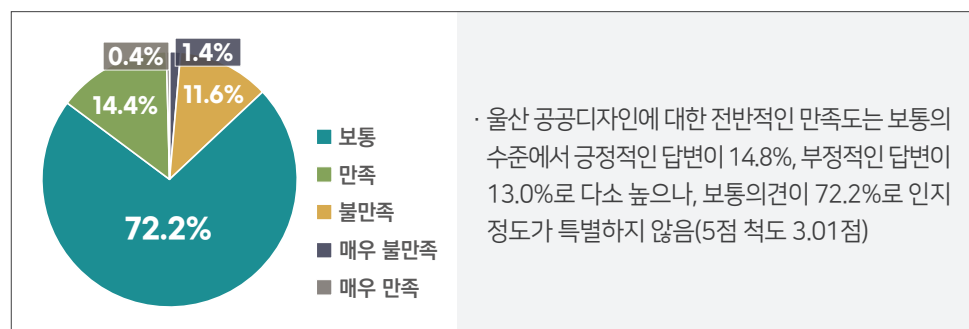 0.4%
1.4%
14.4%
11.6%
72.2%
보통
만족
불만족
매우 불만족
매우 만족
· 울산 공공디자인에 대한 전반적인 만족도는 보통의
수준에서 긍정적인 답변이 14.8%, 부정적인 답변이
13.0%로 다소 높으나, 보통의견이 72.2%로 인지
정도가 특별하지 않음(5점 척도 3.01점)